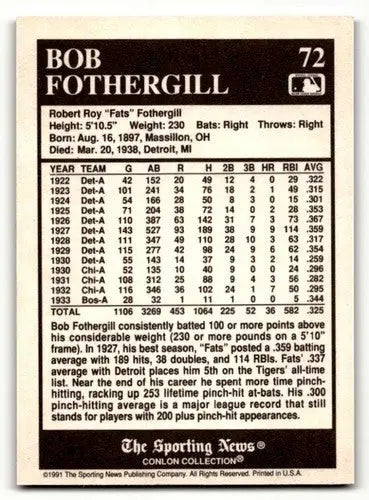 BOB 72
FOTHERGILL
Robert Roy "Fats" Fothergill
Height: 5'10.5" Weight: 230 Bats: Right Throws: Right
Born: Aug. 16, 1897, Massillon, OH
Died: Mar. 20, 1938, Detroit, MI
YEAR TEAM G AB R H 2B 3B HR RBI AVG
1922 Det-A 42 152 20 49 12 4 0 29 .322
1923 Det-A 101 241 34 76 18 2 1 49 .315
1924 Det-A 54 166 28 50 8 3 0 15 .301
1925 Det-A 71 204 38 72 14 0 2 28 .353
1926 Det-A 110 387 63 142 31 7 3 73 .367
1927 Det-A 143 527 93 189 38 9 9 114 .359
1928 Det-A 111 347 49 110 28 10 3 63 .317
1929 Det-A 115 277 42 98 24 9 6 62 .354
1930 Det-A 55 143 14 37 9 3 2 14 .259
1930 Chi-A 52 135 10 40 9 0 0 24 .296
1931 Chi-A 108 312 25 88 9 4 3 56 .282
1932 Chi-A 116 346 36 102 24 1 7 50 .295
1933 Bos-A 28 32 1 11 1 0 0 5 .344
TOTAL 1106 3269 453 1064 225 52 36 582 .325
Bob Fothergill consistently batted 100 or more points above
his considerable weight (230 or more pounds on a 5'10"
frame). In 1927, his best season, "Fats" posted a .359 batting
average with 189 hits, 38 doubles, and 114 RBIs. Fats' .337
average with Detroit places him 5th on the Tigers' all-time
list. Near the end of his career he spent more time pinch-
hitting, racking up 253 lifetime pinch-hit at-bats. His .300
pinch-hitting average is a major league record that still
stands for players with 200 plus pinch-hit appearances.
The Sporting News®
CONLON COLLECTION®
©1991 The Sporting News Publishing Company. All Rights Reserved. Printed in U.S.A.